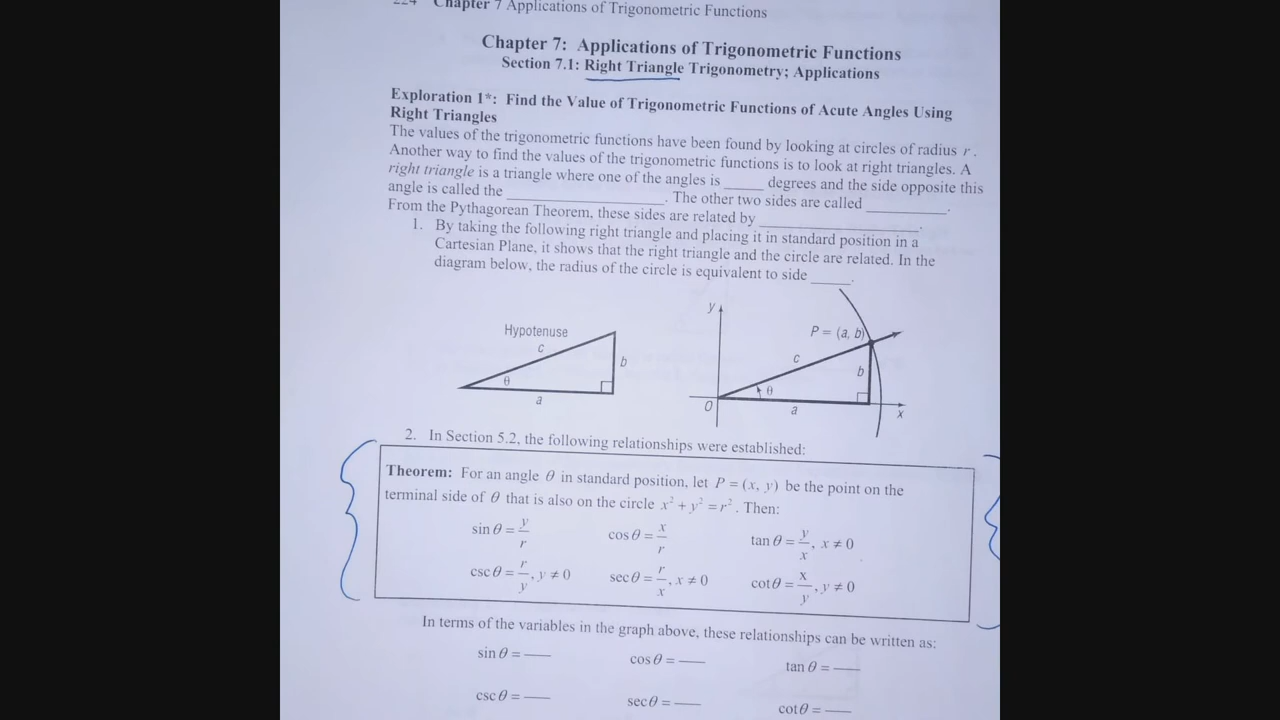 224 Chapter 7 Applications of Trigonometric Functions
Chapter 7: Applications of Trigonometric Functions
Section 7.1: Right Triangle Trigonometry; Applications
Exploration 1*: Find the Value of Trigonometric Functions of Acute Angles Using
Right Triangles
The values of the trigonometric functions have been found by looking at circles of radius r.
Another way to find the values of the trigonometric functions is to look at right triangles. A
right triangle is a triangle where one of the angles is _____ degrees and the side opposite this
angle is called the ____________________. The other two sides are called __________.
From the Pythagorean Theorem, these sides are related by ____________________.
1. By taking the following right triangle and placing it in standard position in a
Cartesian Plane, it shows that the right triangle and the circle are related. In the
diagram below, the radius of the circle is equivalent to side _____.
Hypotenuse
c
b
θ
a
y
P = (a, b)
c
b
θ
O
a
x
2. In Section 5.2, the following relationships were established:
Theorem: For an angle θ in standard position, let P = (x, y) be the point on the
terminal side of θ that is also on the circle x² + y² = r². Then:
sin θ = y/r cos θ = x/r tan θ = y/x, x ≠ 0
csc θ = r/y, y ≠ 0 sec θ = r/x, x ≠ 0 cot θ = x/y, y ≠ 0
In terms of the variables in the graph above, these relationships can be written as:
sin θ = — cos θ = — tan θ = —
csc θ = — sec θ = — cot θ = —